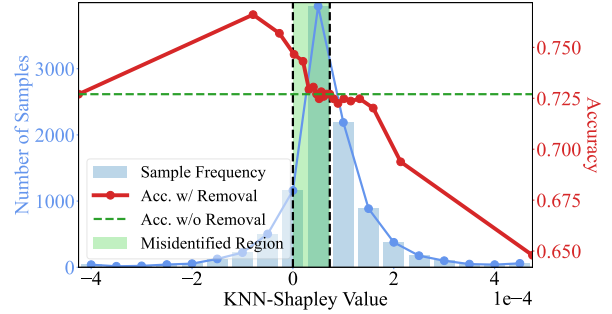 Number of Samples
3000
2000
1000
0
0.750
0.725
0.700
0.675
0.650
Accuracy
Sample Frequency
Acc. w/ Removal
Acc. w/o Removal
Misidentified Region
−4
−2
0
2
4
1e−4
KNN-Shapley Value